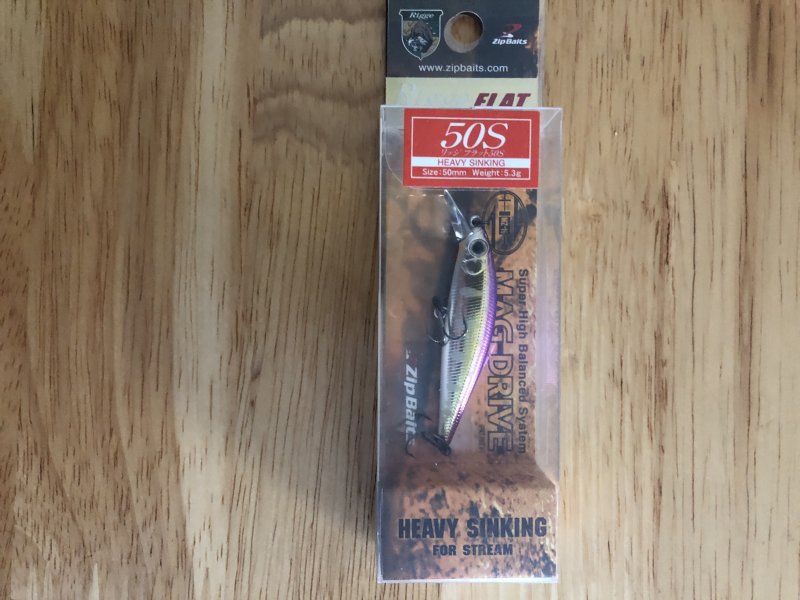 Rigge
ZipBaits
www.zipbaits.com
FLAT
50S
リッジ フラット50S
HEAVY SINKING
Size:50mm Weight:5.3g
Super High Balanced System
MAG-DRIVE
ZipBaits
HEAVY SINKING
FOR STREAM